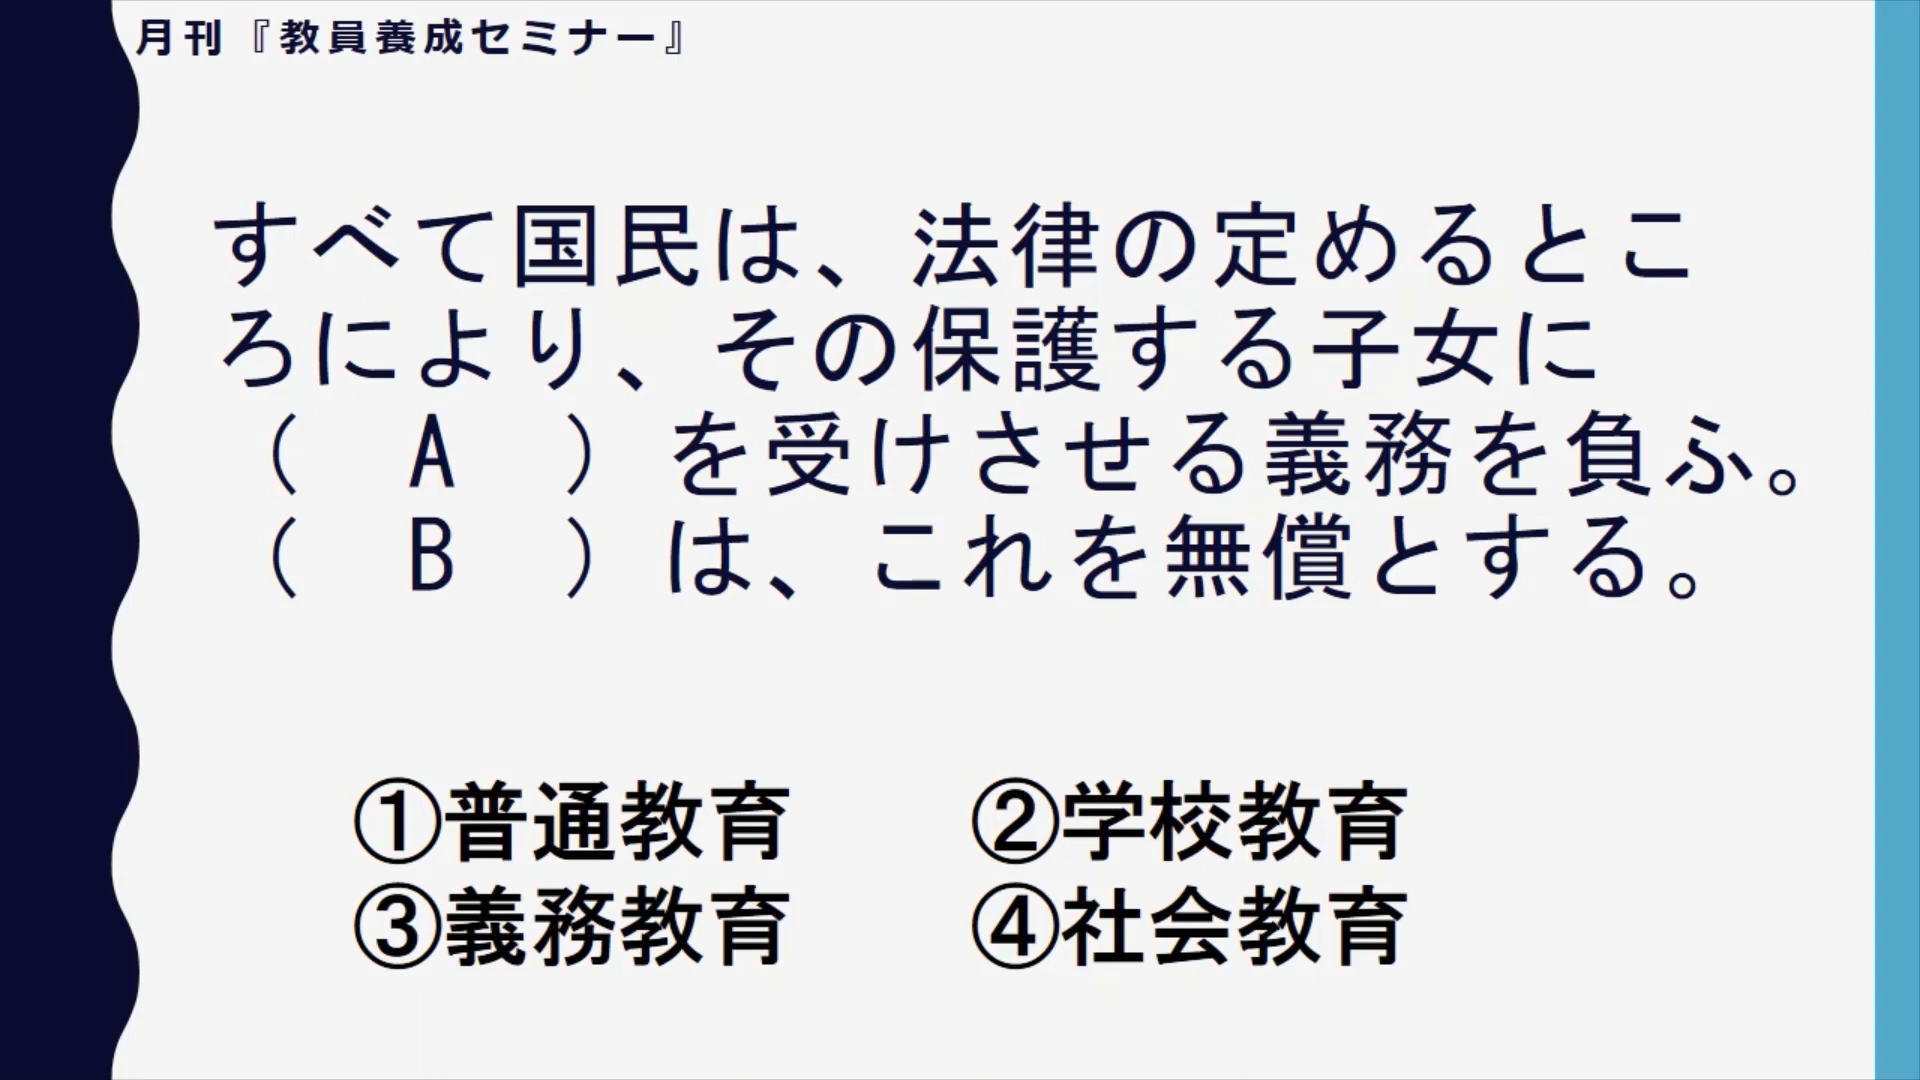 月刊『教員養成セミナー』
すべて国民は、法律の定めるとこ
ろにより、その保護する子女に
（　A　）を受けさせる義務を負ふ。
（　B　）は、これを無償とする。
①普通教育　②学校教育
③義務教育　④社会教育